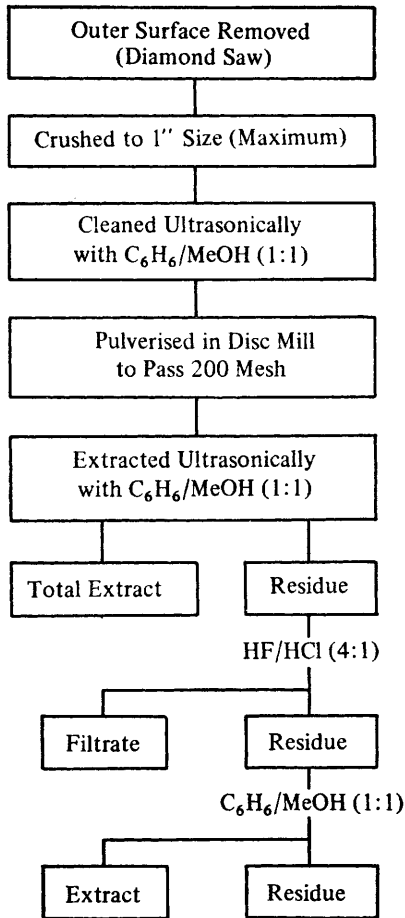 Outer Surface Removed
(Diamond Saw)
Crushed to 1″ Size (Maximum)
Cleaned Ultrasonically
with C₆H₆/MeOH (1:1)
Pulverised in Disc Mill
to Pass 200 Mesh
Extracted Ultrasonically
with C₆H₆/MeOH (1:1)
Total Extract
Residue
HF/HCl (4:1)
Filtrate
Residue
C₆H₆/MeOH (1:1)
Extract
Residue